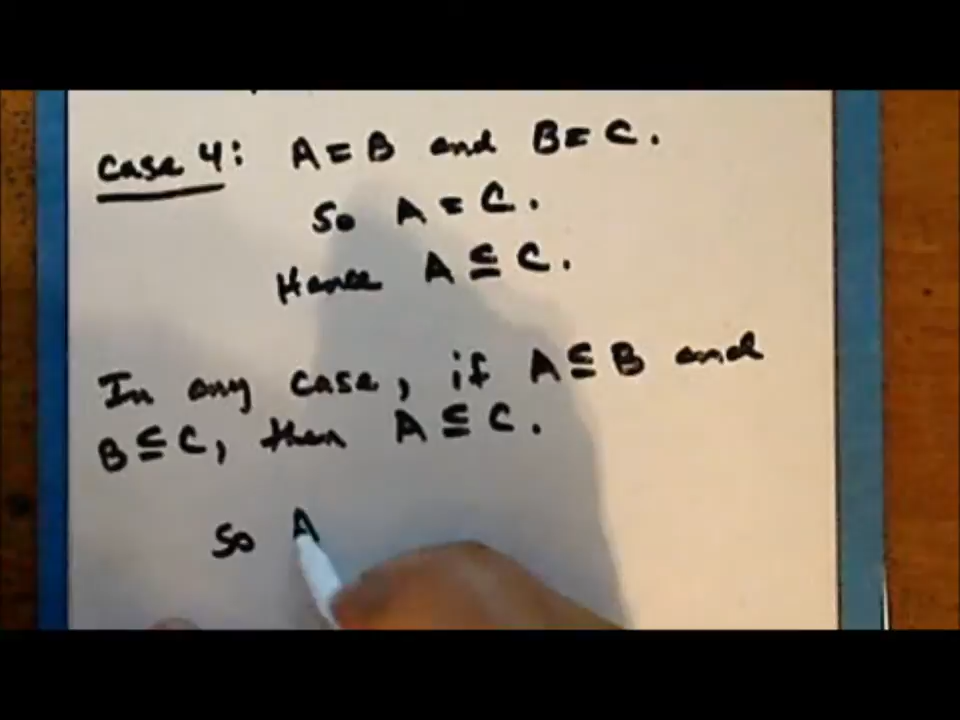 Case 4: A = B and B = C.
So A = C.
Hence A ⊆ C.
In any case, if A ⊆ B and
B ⊆ C, then A ⊆ C.
So A